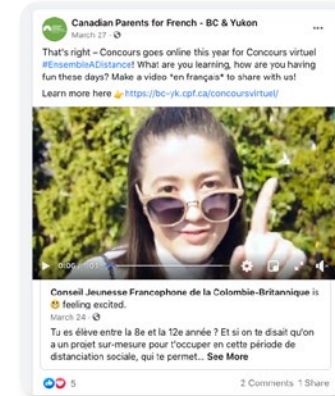 Canadian Parents for French - BC & Yukon
March 27
That's right – Concours goes online this year for Concours virtuel
#EnsembleADistance! What are you learning, how are you having
fun these days? Make a video *en français* to share with us!
Learn more here 👉https://bc-yk.cpf.ca/concoursvirtuel/
0:06
Conseil Jeunesse Francophone de la Colombie-Britannique is
😊 feeling excited.
March 24
Tu es élève entre la 8e et la 12e année ? Et si on te disait qu'on
a un projet sur-mesure pour t'occuper en cette période de
distanciation sociale, qui te permet... See More
5
2 Comments 1 Share